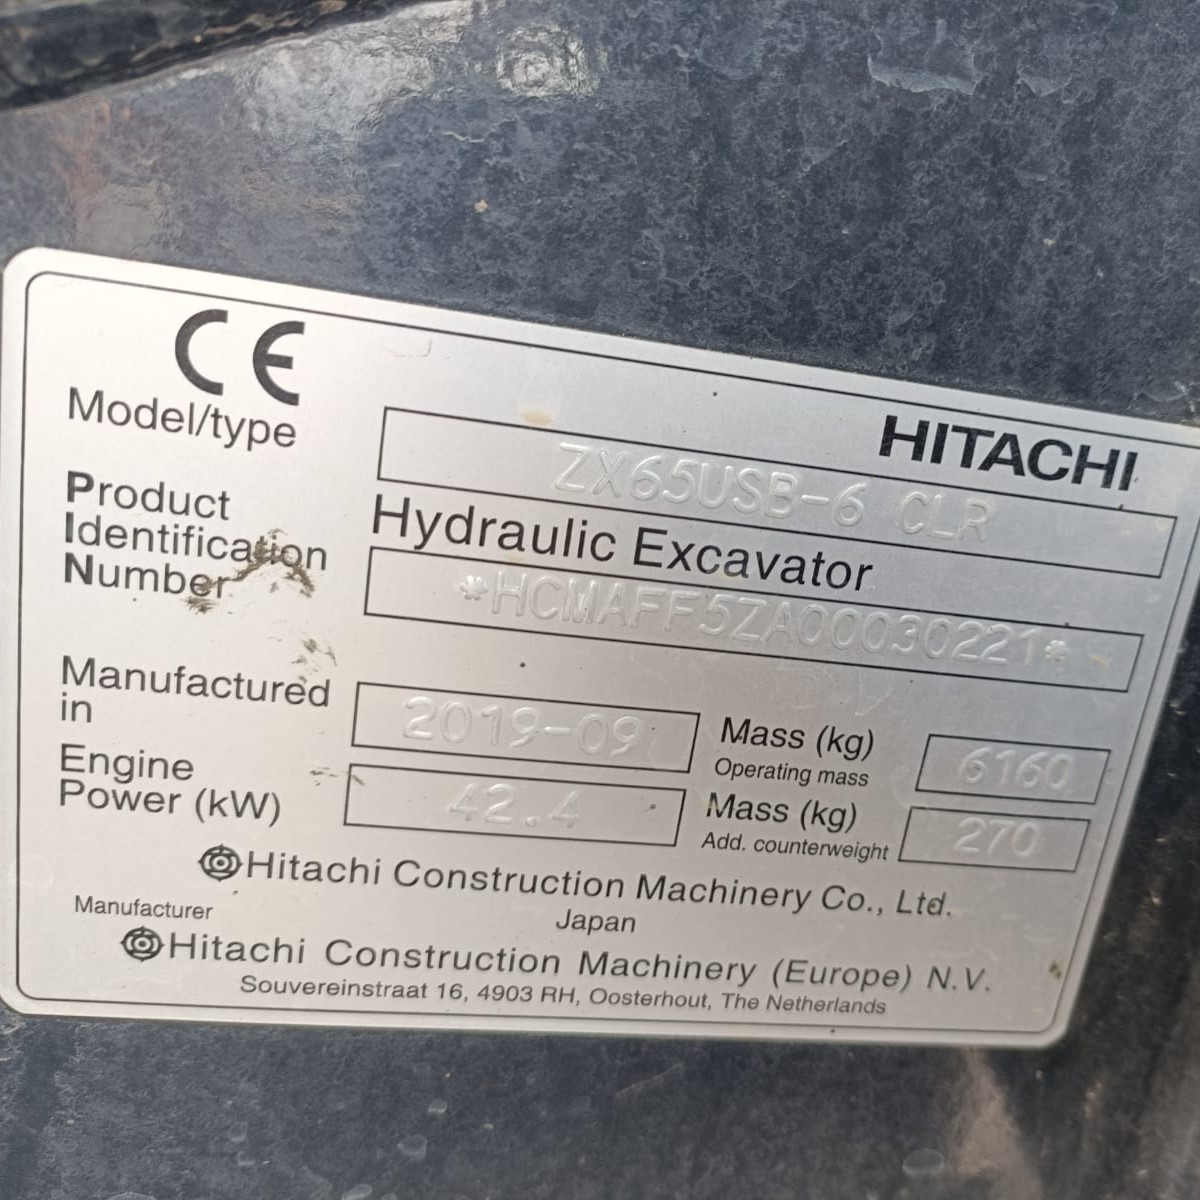 CE
HITACHI
Model/type ZX65USB-6 CLR
Hydraulic Excavator
Product
Identification
Number *HCMAFF5ZA00030221*
Manufactured
in 2019-09 Mass (kg) 6160
Operating mass
Engine
Power (kW) 42.4 Mass (kg) 270
Add. counterweight
Hitachi Construction Machinery Co., Ltd.
Japan
Manufacturer
Hitachi Construction Machinery (Europe) N.V.
Souvereinstraat 16, 4903 RH, Oosterhout, The Netherlands